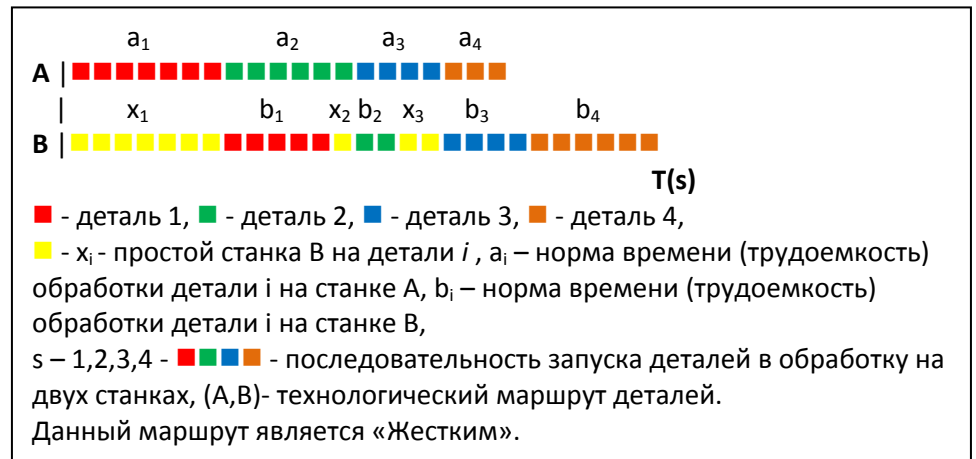 a₁ a₂ a₃ a₄
A |
| x₁ b₁ x₂ b₂ x₃ b₃ b₄
B |
T(s)
- деталь 1, - деталь 2, - деталь 3, - деталь 4,
- xᵢ - простой станка В на детали i , aᵢ – норма времени (трудоемкость)
обработки детали i на станке А, bᵢ – норма времени (трудоемкость)
обработки детали i на станке В,
s – 1,2,3,4 - - последовательность запуска деталей в обработку на
двух станках, (А,В)- технологический маршрут деталей.
Данный маршрут является «Жестким».